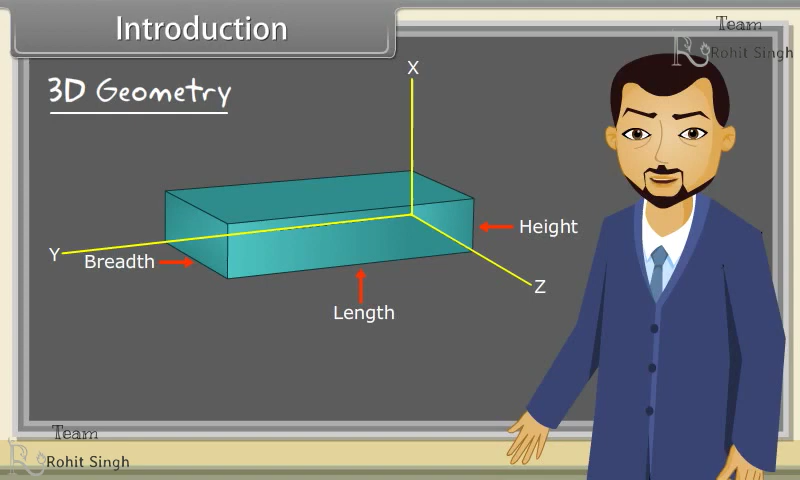 Introduction
Team
Rohit Singh
3D Geometry
X
Height
Y
Breadth
Z
Length
Team
Rohit Singh